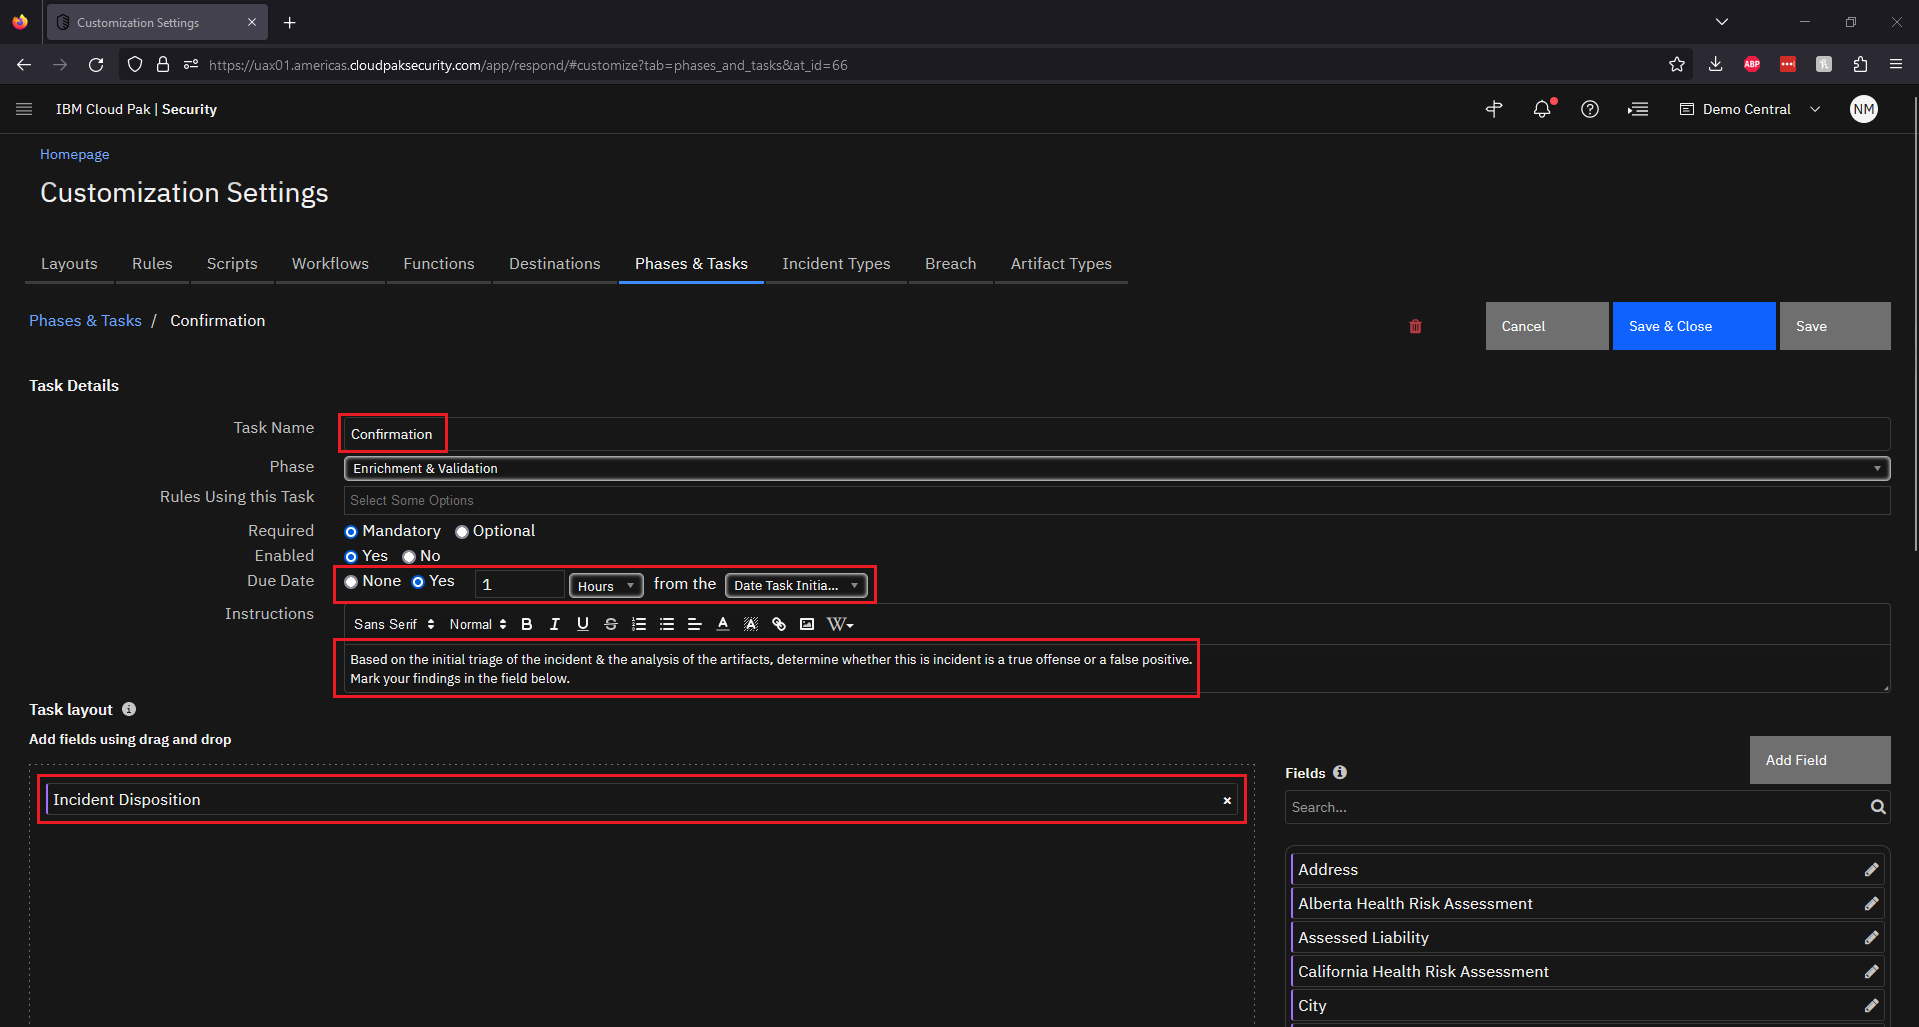 Customization Settings
https://uax01.americas.cloudpaksecurity.com/app/respond/#customize?tab=phases_and_tasks&at_id=66
ABP
IBM Cloud Pak | Security
Demo Central
NM
Homepage
Customization Settings
Layouts Rules Scripts Workflows Functions Destinations Phases & Tasks Incident Types Breach Artifact Types
Phases & Tasks / Confirmation
Cancel
Save & Close
Save
Task Details
Task Name
Confirmation
Phase
Enrichment & Validation
Rules Using this Task
Select Some Options
Required
Mandatory Optional
Enabled
Yes No
Due Date
None Yes 1 Hours from the Date Task Initia...
Instructions
Sans Serif Normal B I U S A A W
Based on the initial triage of the incident & the analysis of the artifacts, determine whether this is incident is a true offense or a false positive.
Mark your findings in the field below.
Task layout
Add fields using drag and drop
Incident Disposition
Add Field
Fields
Search...
Address
Alberta Health Risk Assessment
Assessed Liability
California Health Risk Assessment
City